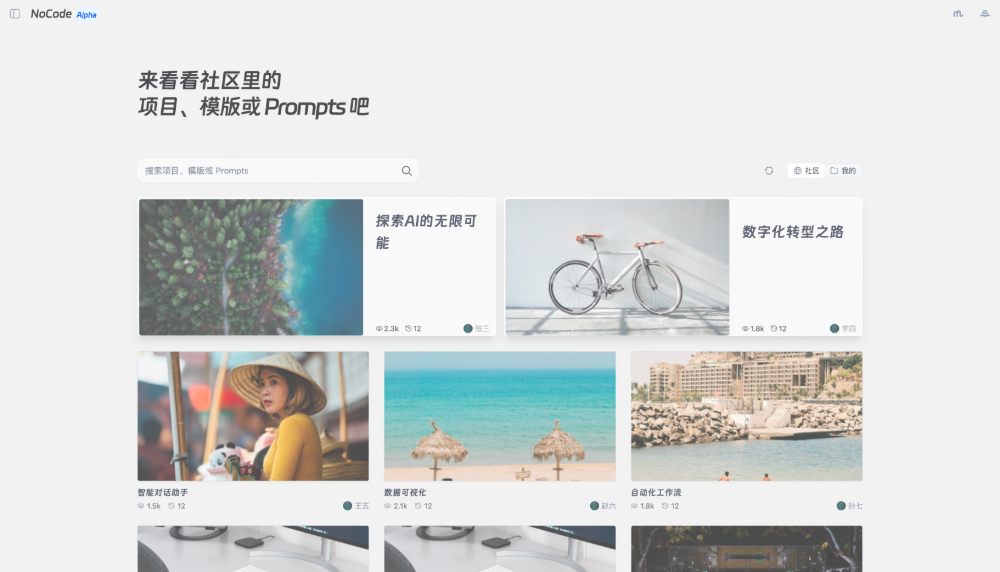 NoCode Alpha
来看看社区里的
项目、模版或 Prompts 吧
搜索项目、模版或 Prompts
社区 我的
探索AI的无限可
能
2.3k 12 张三
数字化转型之路
1.8k 12 李四
智能对话助手
1.5k 12 王五
数据可视化
2.1k 12 赵六
自动化工作流
1.8k 12 孙七